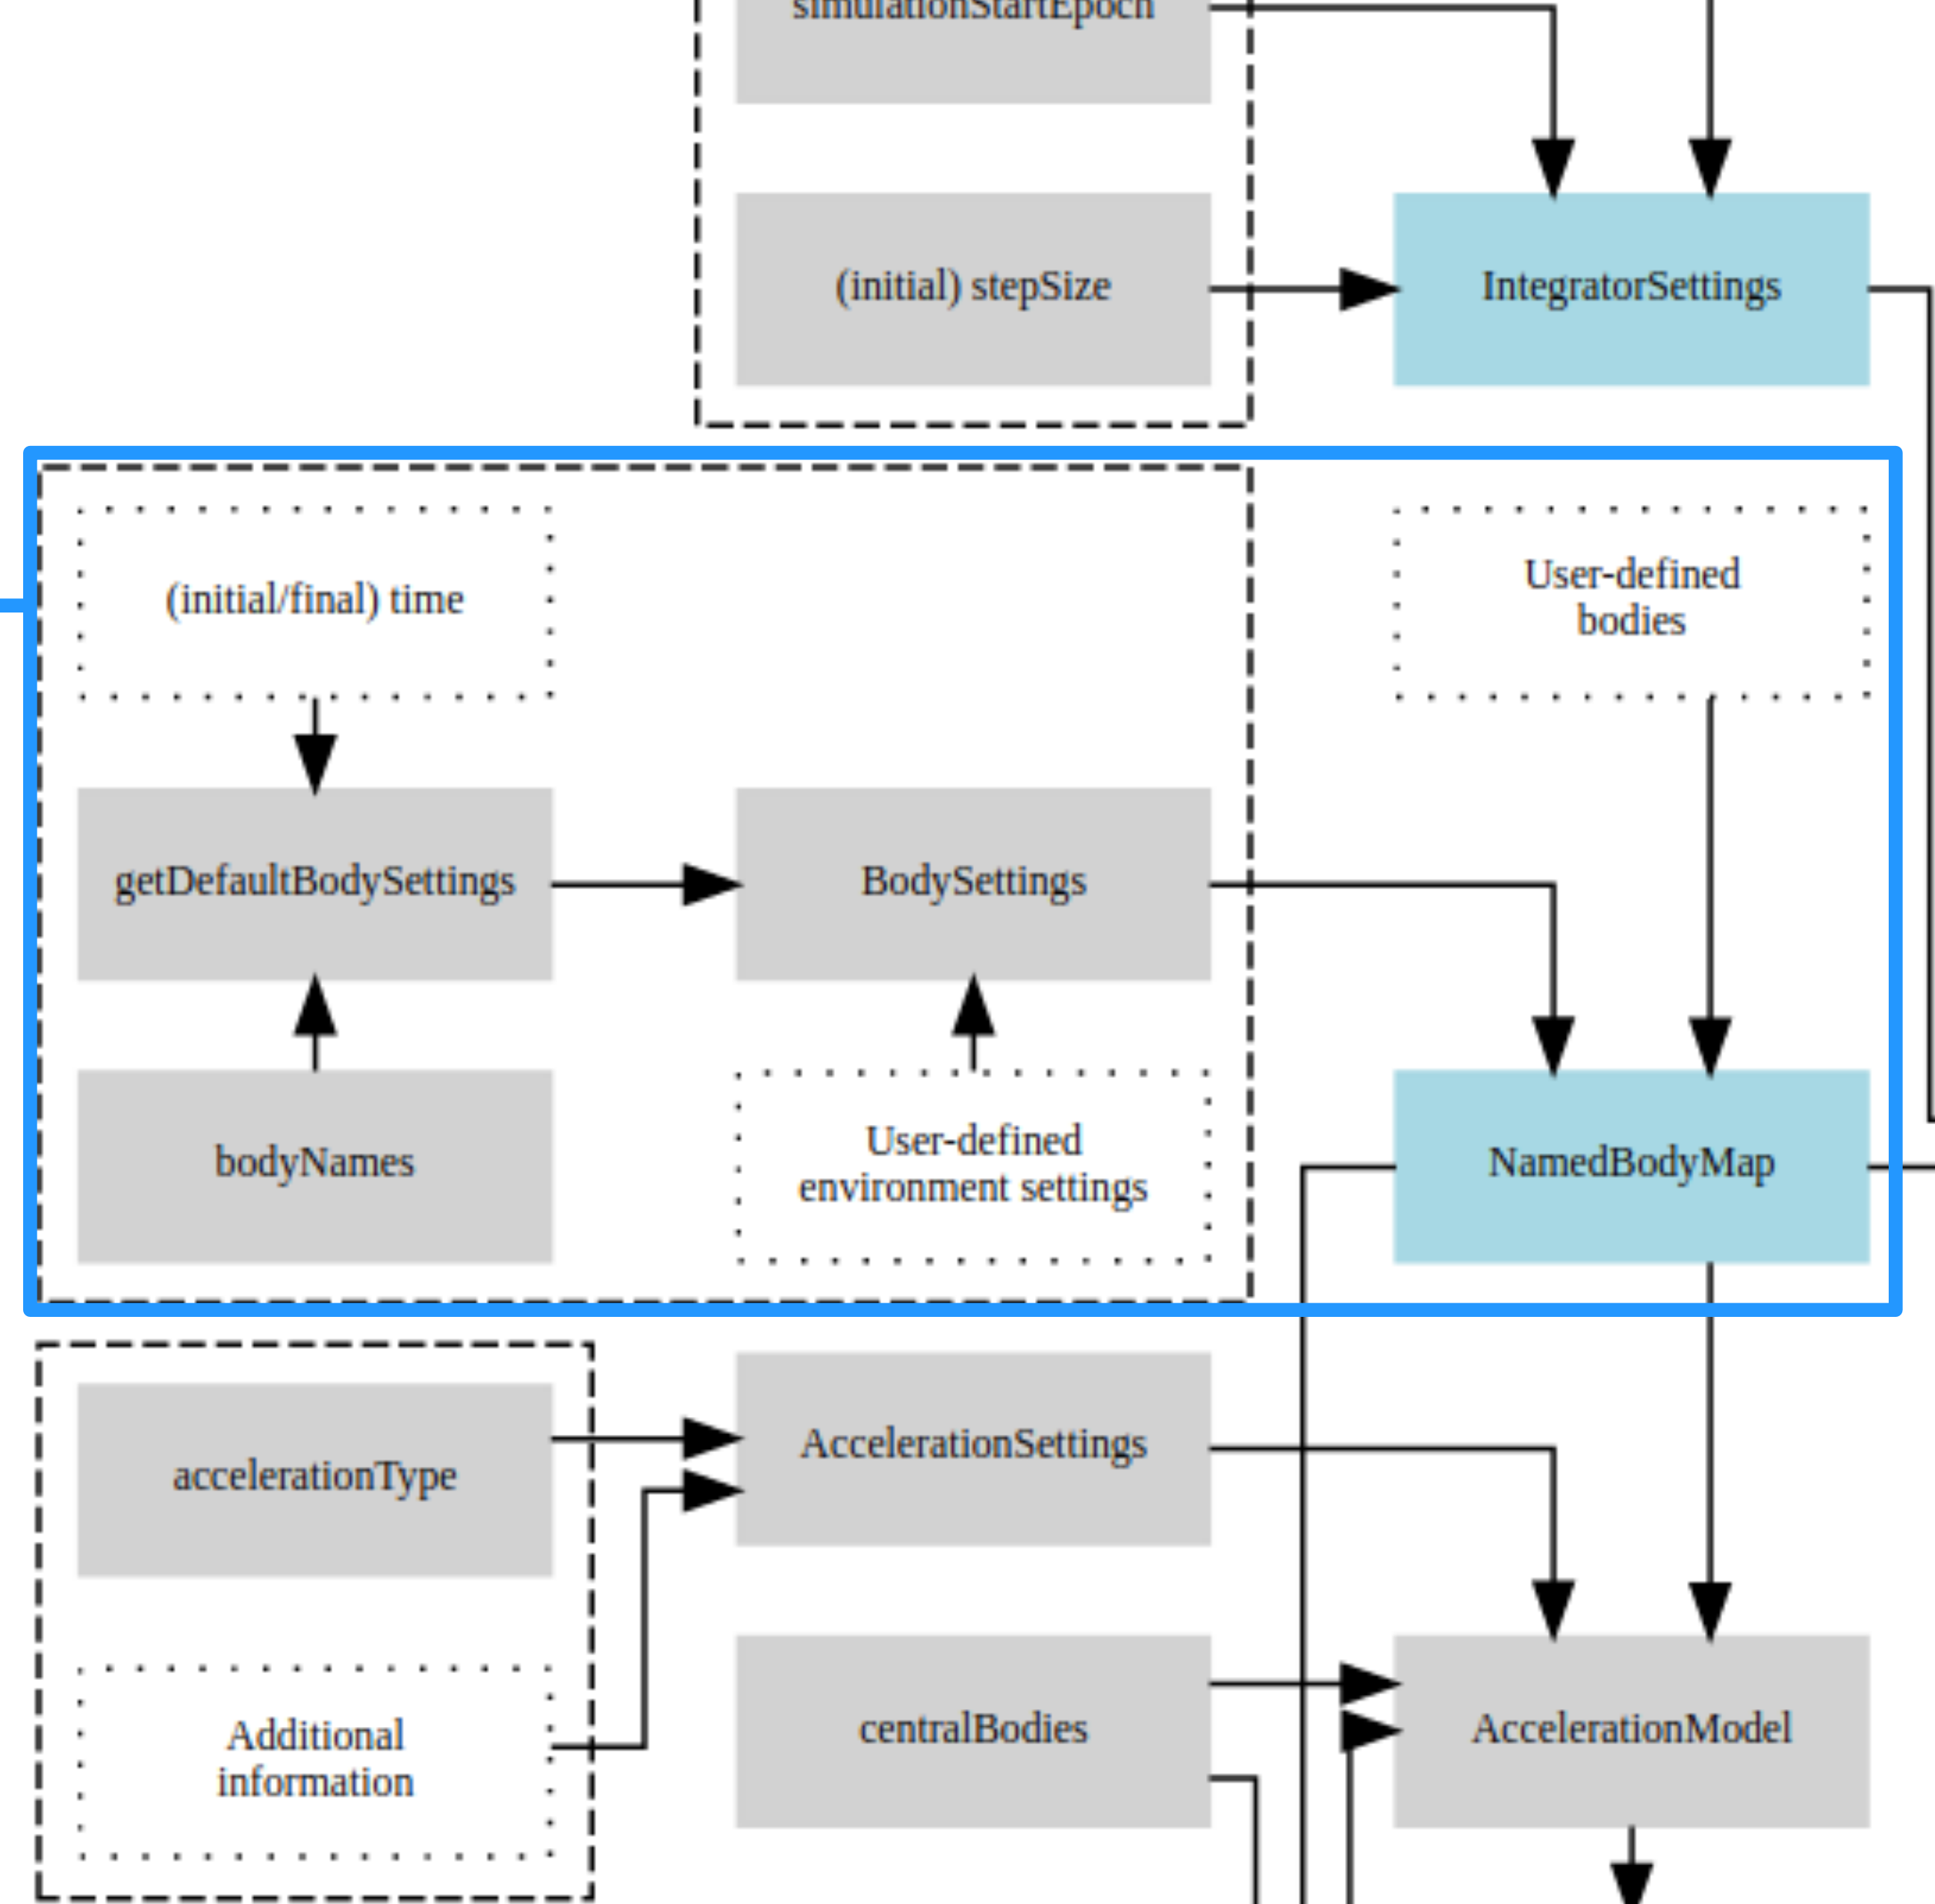 simulationStartEpoch
(initial) stepSize
IntegratorSettings
(initial/final) time
User-defined
bodies
getDefaultBodySettings
BodySettings
bodyNames
User-defined
environment settings
NamedBodyMap
accelerationType
AccelerationSettings
Additional
information
centralBodies
AccelerationModel